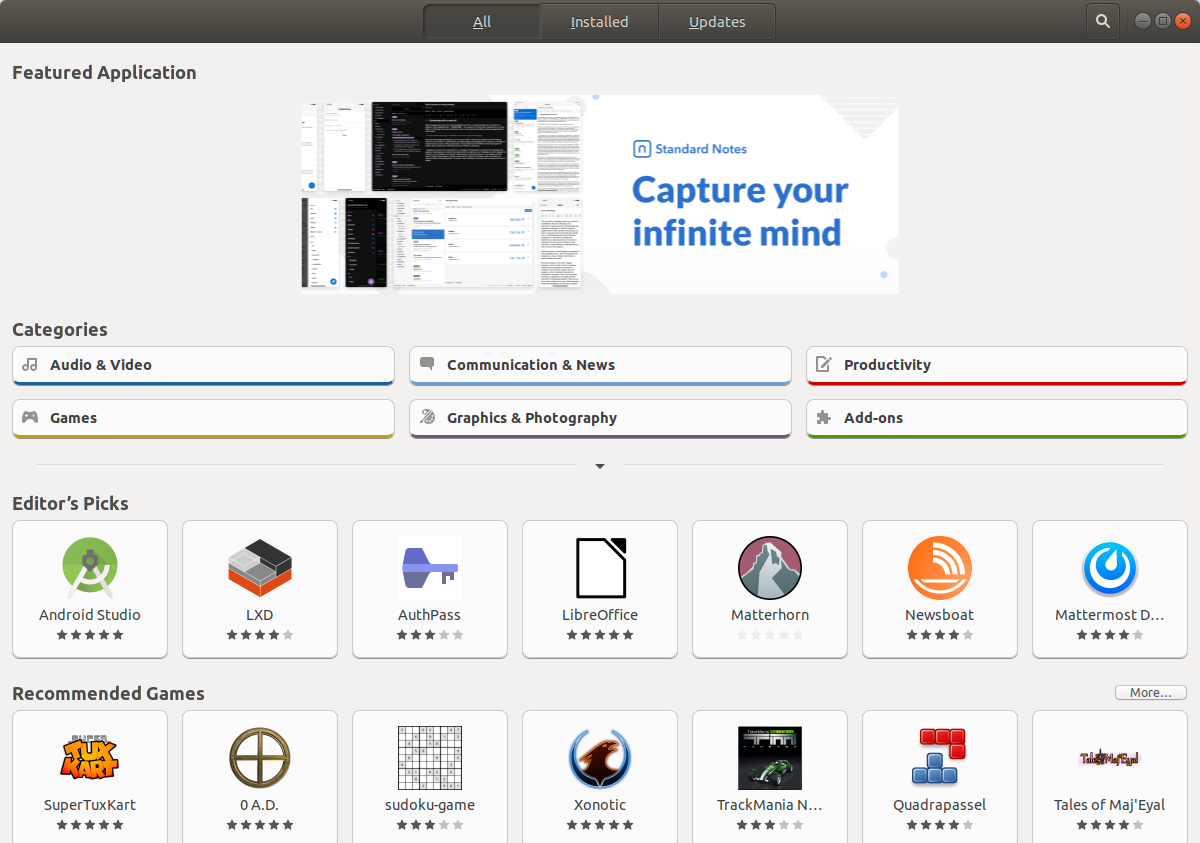 All
Installed
Updates
Featured Application
Standard Notes
Capture your
infinite mind
Categories
Audio & Video
Communication & News
Productivity
Games
Graphics & Photography
Add-ons
Editor’s Picks
Android Studio
LXD
AuthPass
LibreOffice
Matterhorn
Newsboat
Mattermost D…
Recommended Games
More…
SUPER
TUX
KART
TrackMania
Tales of Maj'Eyal
SuperTuxKart
0 A.D.
sudoku-game
Xonotic
TrackMania N…
Quadrapassel
Tales of Maj'Eyal